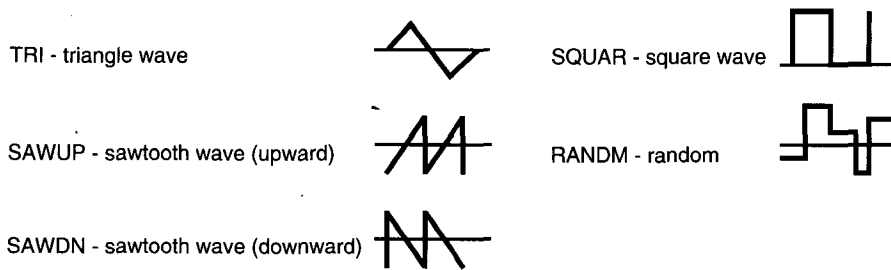 TRI - triangle wave
SQUAR - square wave
SAWUP - sawtooth wave (upward)
RANDM - random
SAWDN - sawtooth wave (downward)